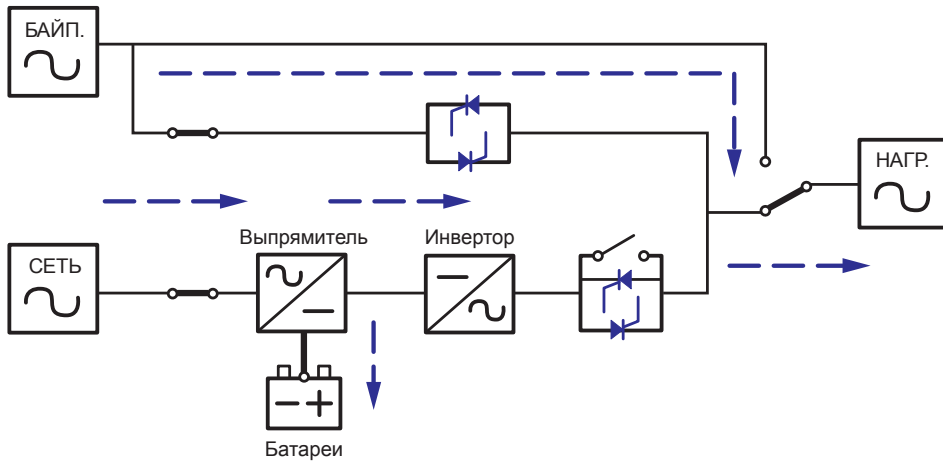 БАЙП.
НАГР.
Выпрямитель
Инвертор
СЕТЬ
Батареи